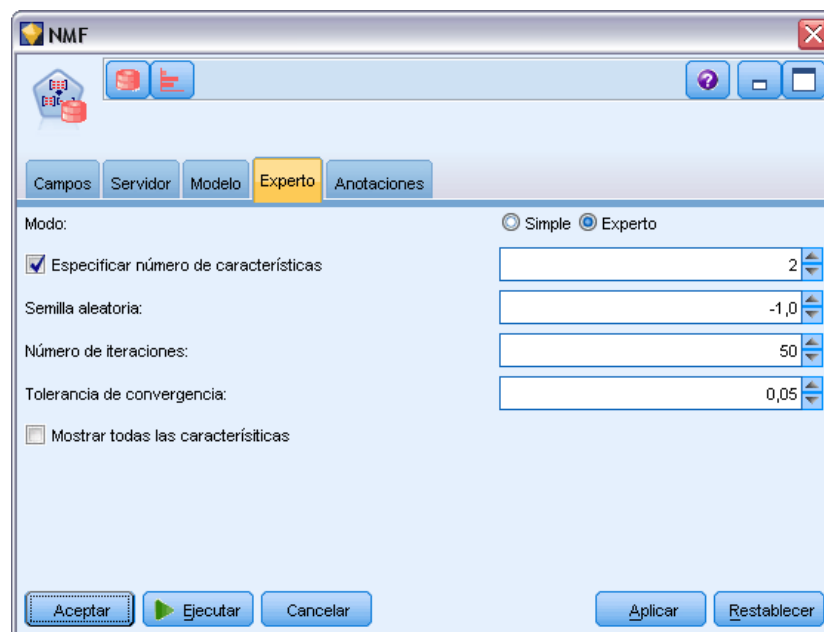 NMF
Campos Servidor Modelo Experto Anotaciones
Modo: Simple Experto
Especificar número de características 2
Semilla aleatoria: -1,0
Número de iteraciones: 50
Tolerancia de convergencia: 0,05
Mostrar todas las caracterísiticas
Aceptar Ejecutar Cancelar Aplicar Restablecer